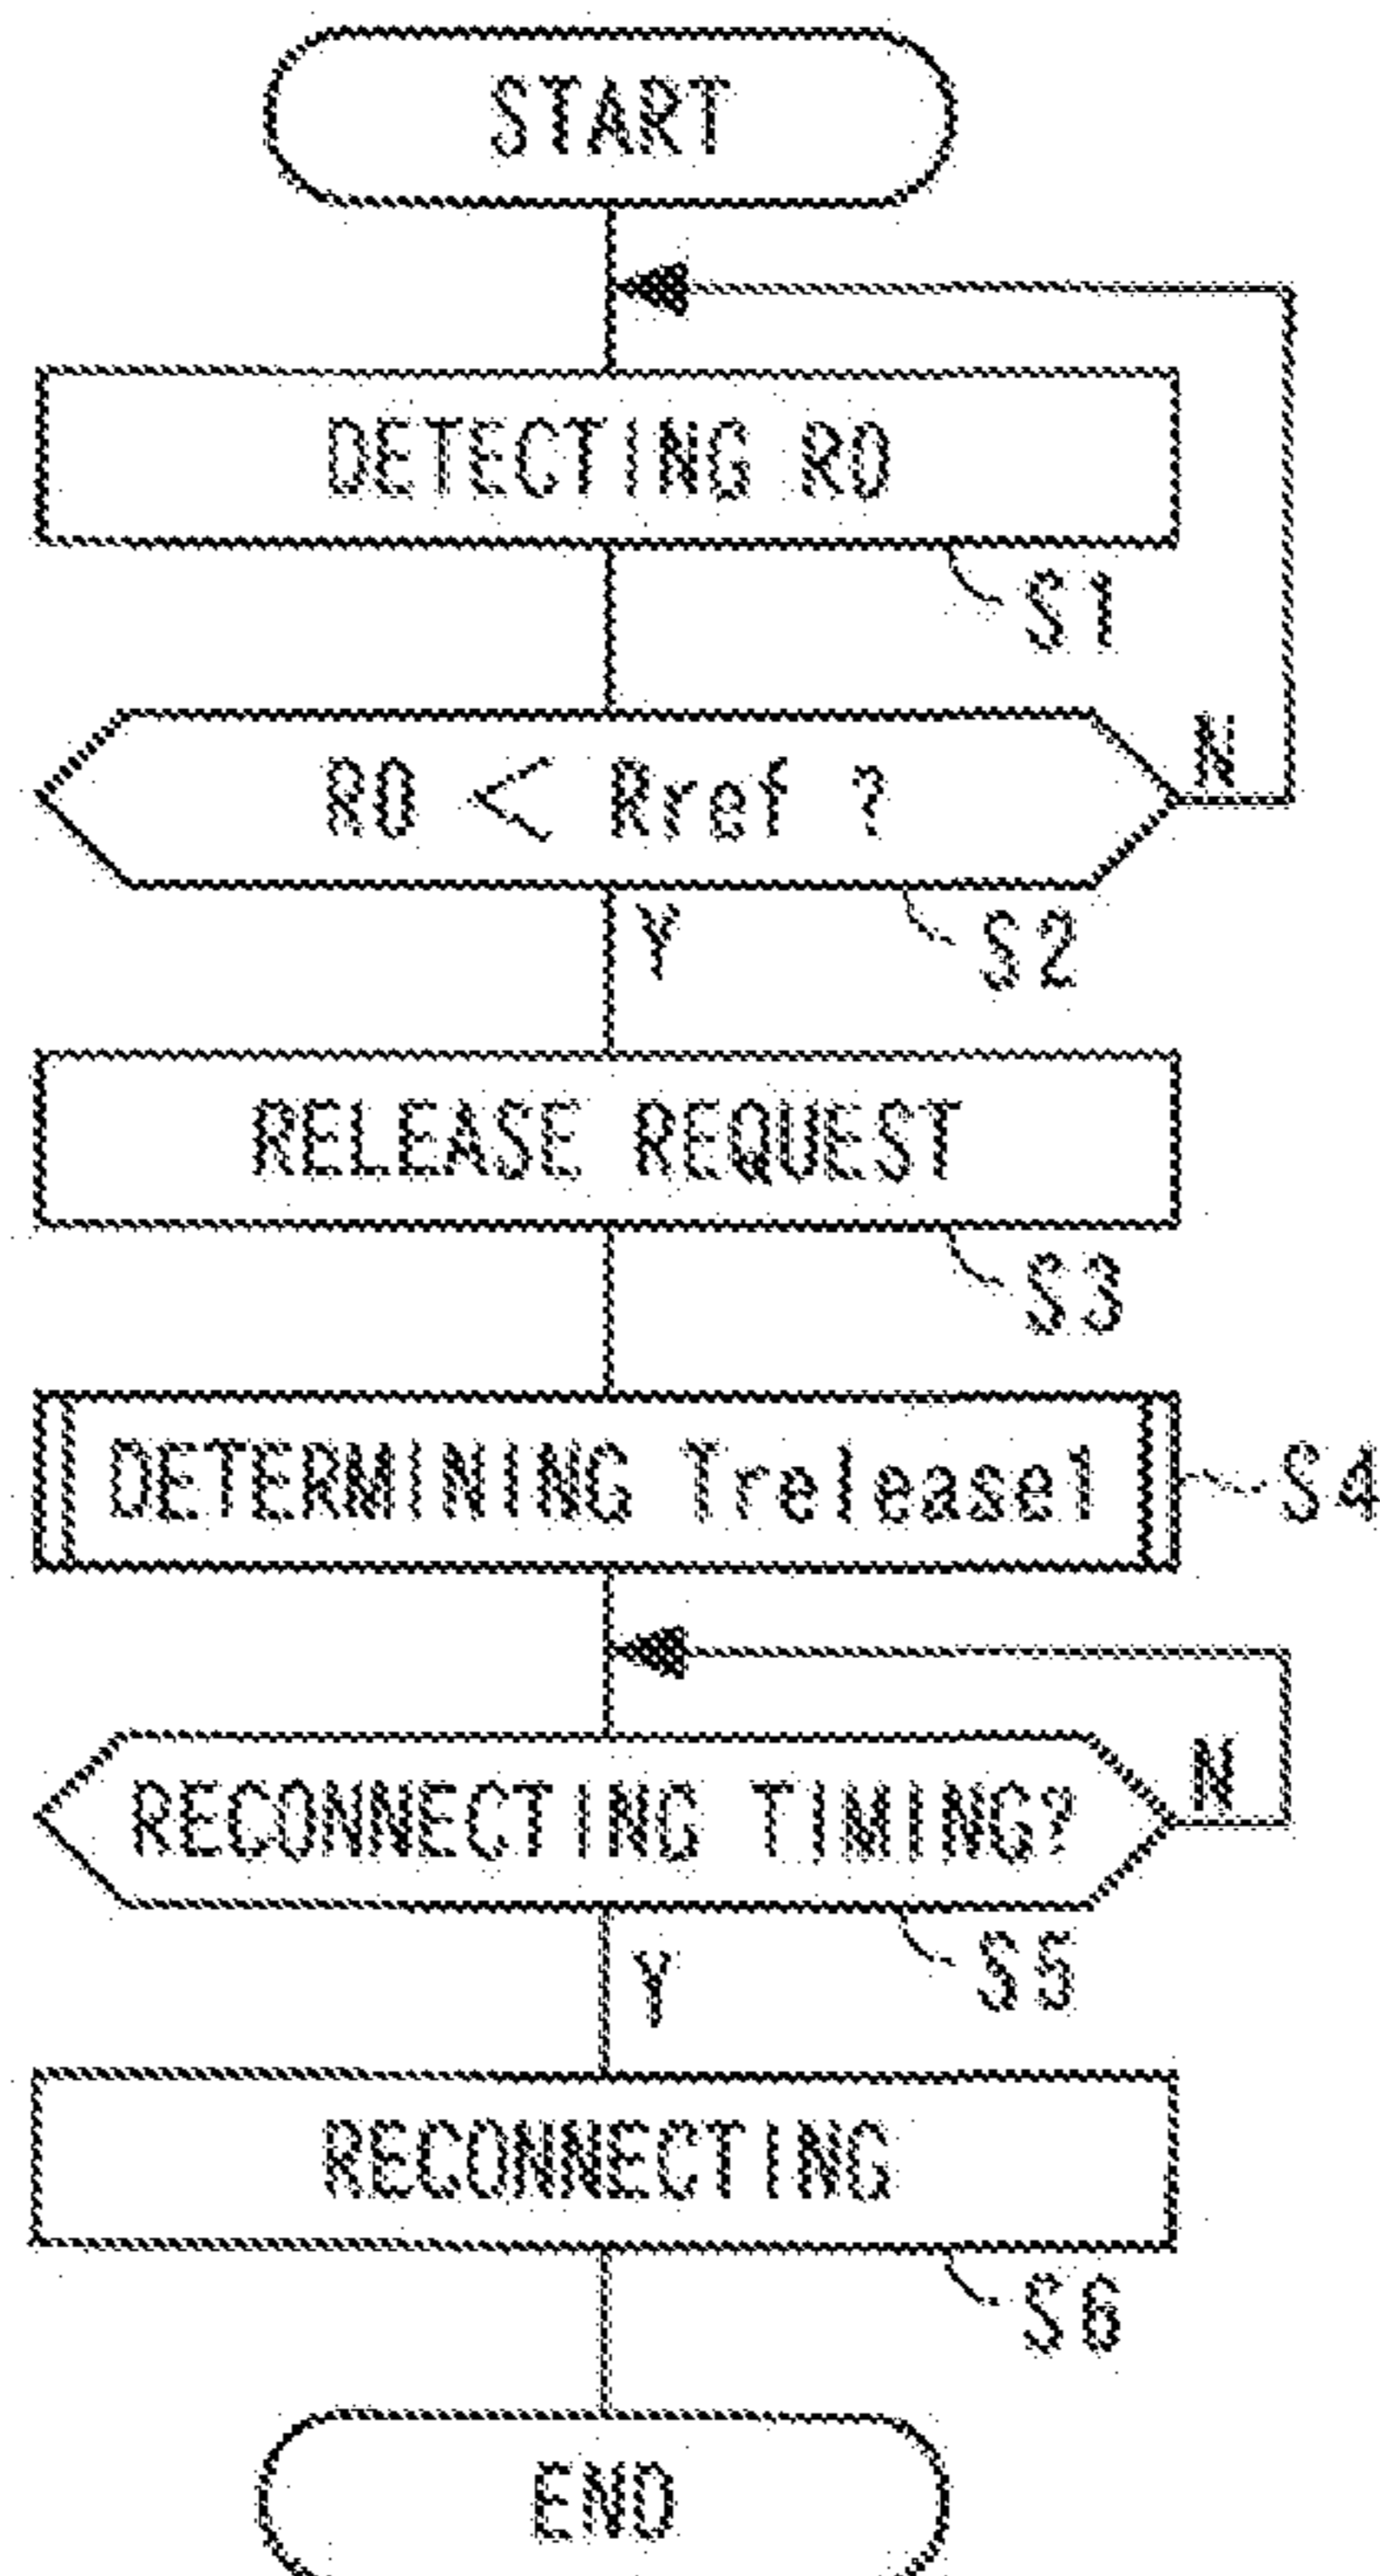 START
DETECTING R0
S1
R0 < Rref ?
N
Y
S2
RELEASE REQUEST
S3
DETERMINING Trelease1
S4
RECONNECTING TIMING?
N
Y
S5
RECONNECTING
S6
END